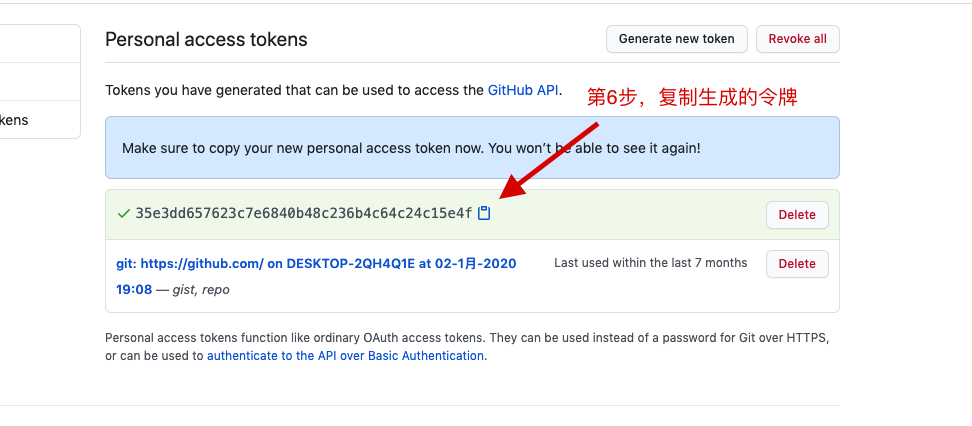 Personal access tokens
Generate new token
Revoke all
Tokens you have generated that can be used to access the GitHub API.
第6步，复制生成的令牌
kens
Make sure to copy your new personal access token now. You won't be able to see it again!
35e3dd657623c7e6840b48c236b4c64c24c15e4f
Delete
git: https://github.com/ on DESKTOP-2QH4Q1E at 02-1月-2020
Last used within the last 7 months
Delete
19:08 — gist, repo
Personal access tokens function like ordinary OAuth access tokens. They can be used instead of a password for Git over HTTPS,
or can be used to authenticate to the API over Basic Authentication.